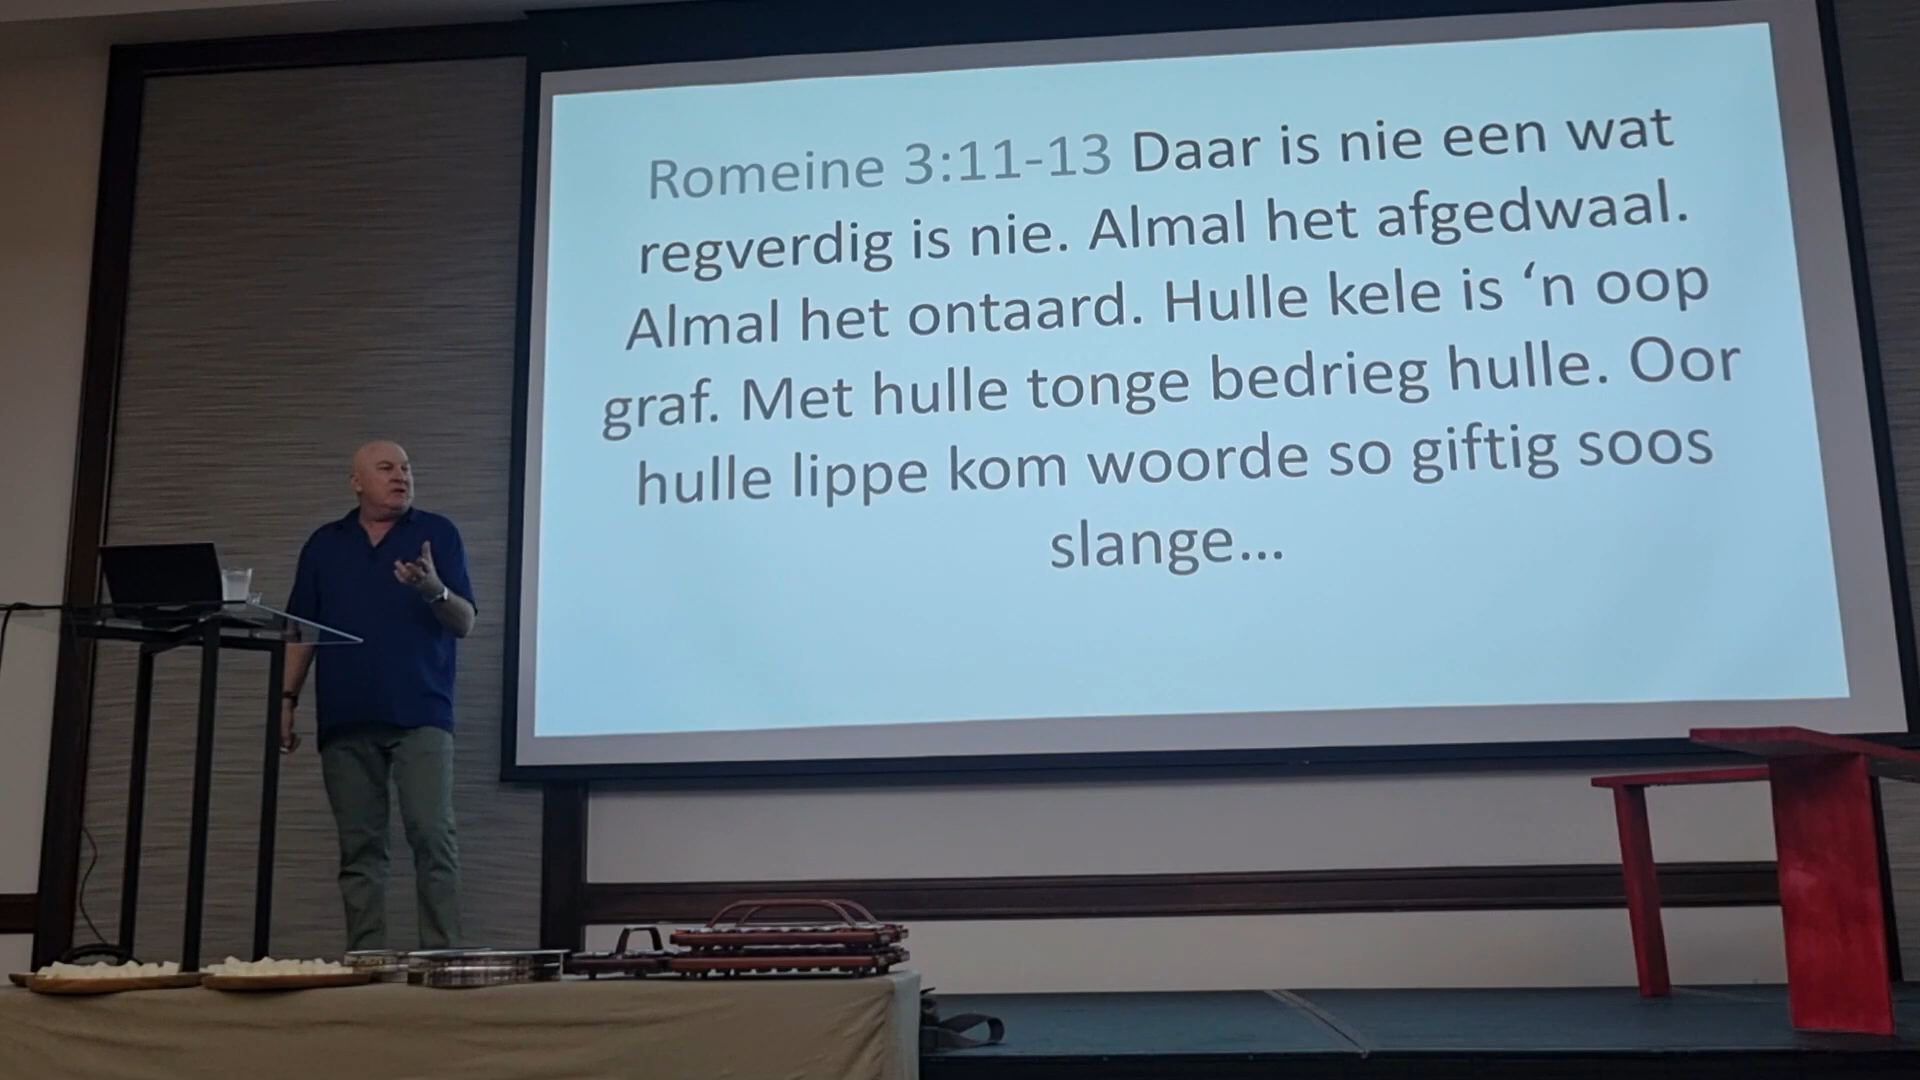 Romeine 3:11-13 Daar is nie een wat
regverdig is nie. Almal het afgedwaal.
Almal het ontaard. Hulle kele is ‘n oop
graf. Met hulle tonge bedrieg hulle. Oor
hulle lippe kom woorde so giftig soos
slange...